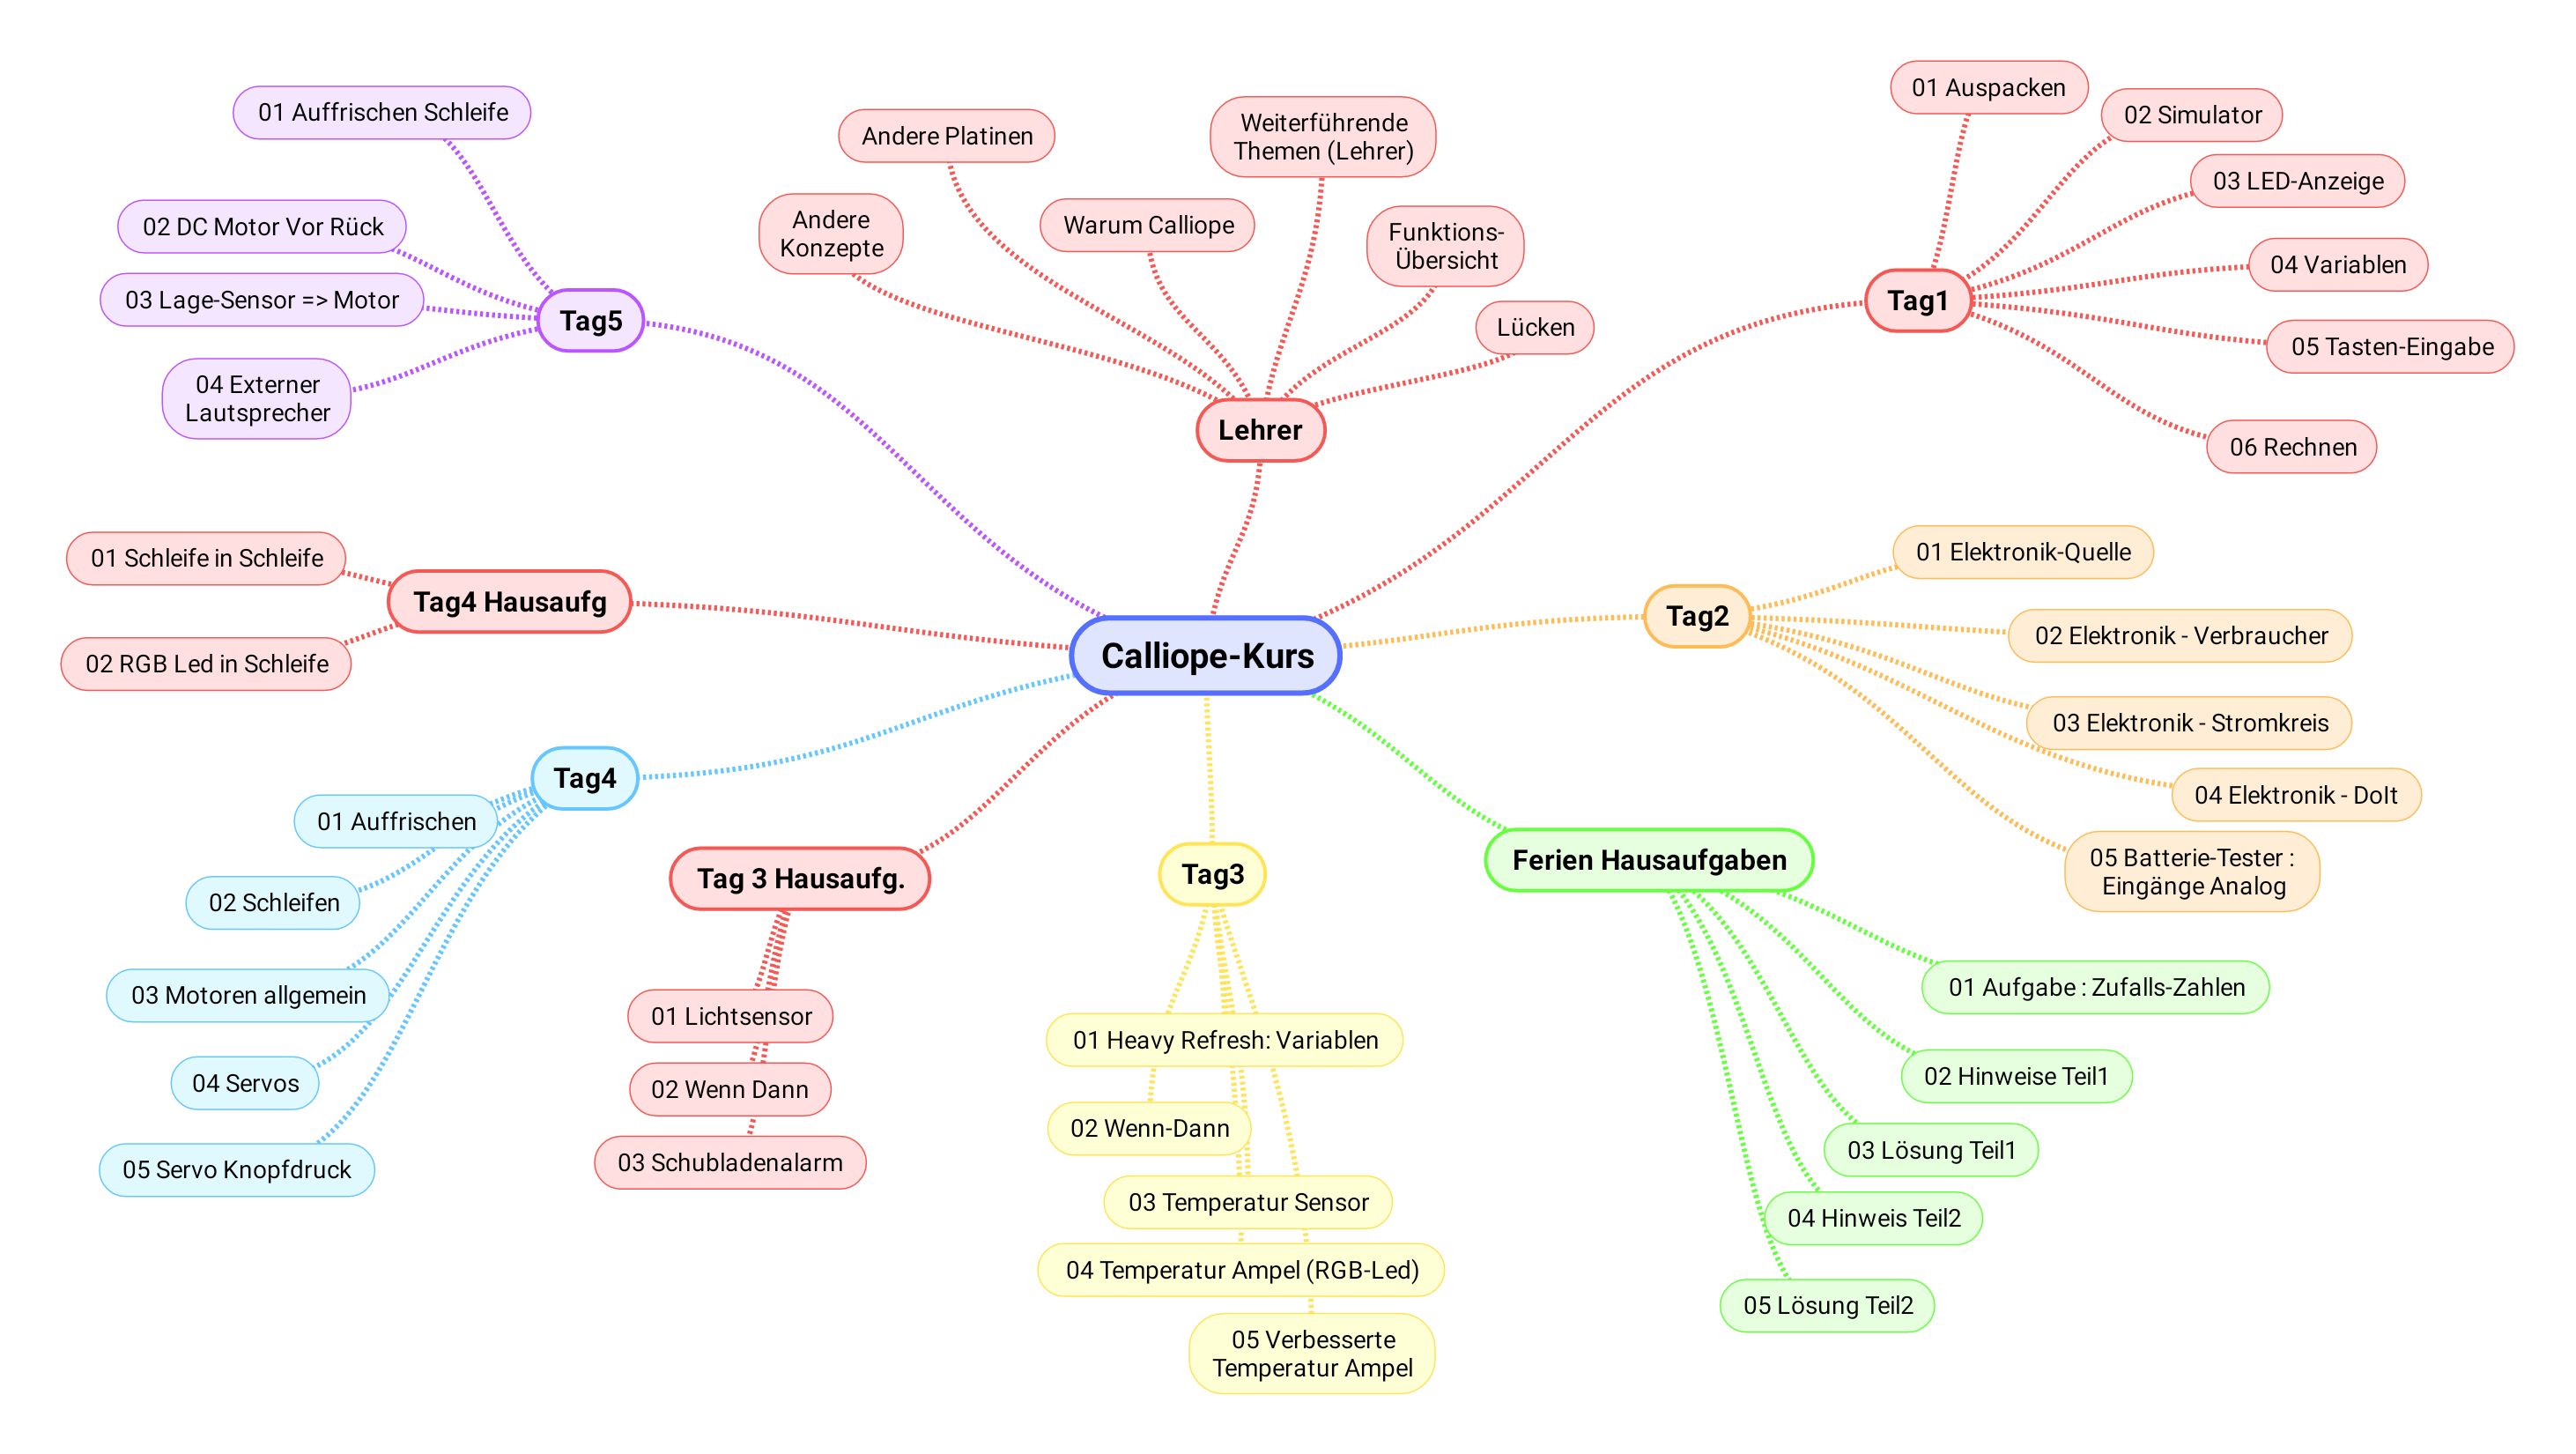 Calliope-Kurs
Lehrer
Andere
Konzepte
Andere Platinen
Warum Calliope
Weiterführende
Themen (Lehrer)
Funktions-
Übersicht
Lücken
Tag1
01 Auspacken
02 Simulator
03 LED-Anzeige
04 Variablen
05 Tasten-Eingabe
06 Rechnen
Tag2
01 Elektronik-Quelle
02 Elektronik - Verbraucher
03 Elektronik - Stromkreis
04 Elektronik - DoIt
05 Batterie-Tester :
Eingänge Analog
Ferien Hausaufgaben
01 Aufgabe : Zufalls-Zahlen
02 Hinweise Teil1
03 Lösung Teil1
04 Hinweis Teil2
05 Lösung Teil2
Tag3
01 Heavy Refresh: Variablen
02 Wenn-Dann
03 Temperatur Sensor
04 Temperatur Ampel (RGB-Led)
05 Verbesserte
Temperatur Ampel
Tag 3 Hausaufg.
01 Lichtsensor
02 Wenn Dann
03 Schubladenalarm
Tag4
01 Auffrischen
02 Schleifen
03 Motoren allgemein
04 Servos
05 Servo Knopfdruck
Tag4 Hausaufg
01 Schleife in Schleife
02 RGB Led in Schleife
Tag5
01 Auffrischen Schleife
02 DC Motor Vor Rück
03 Lage-Sensor => Motor
04 Externer
Lautsprecher